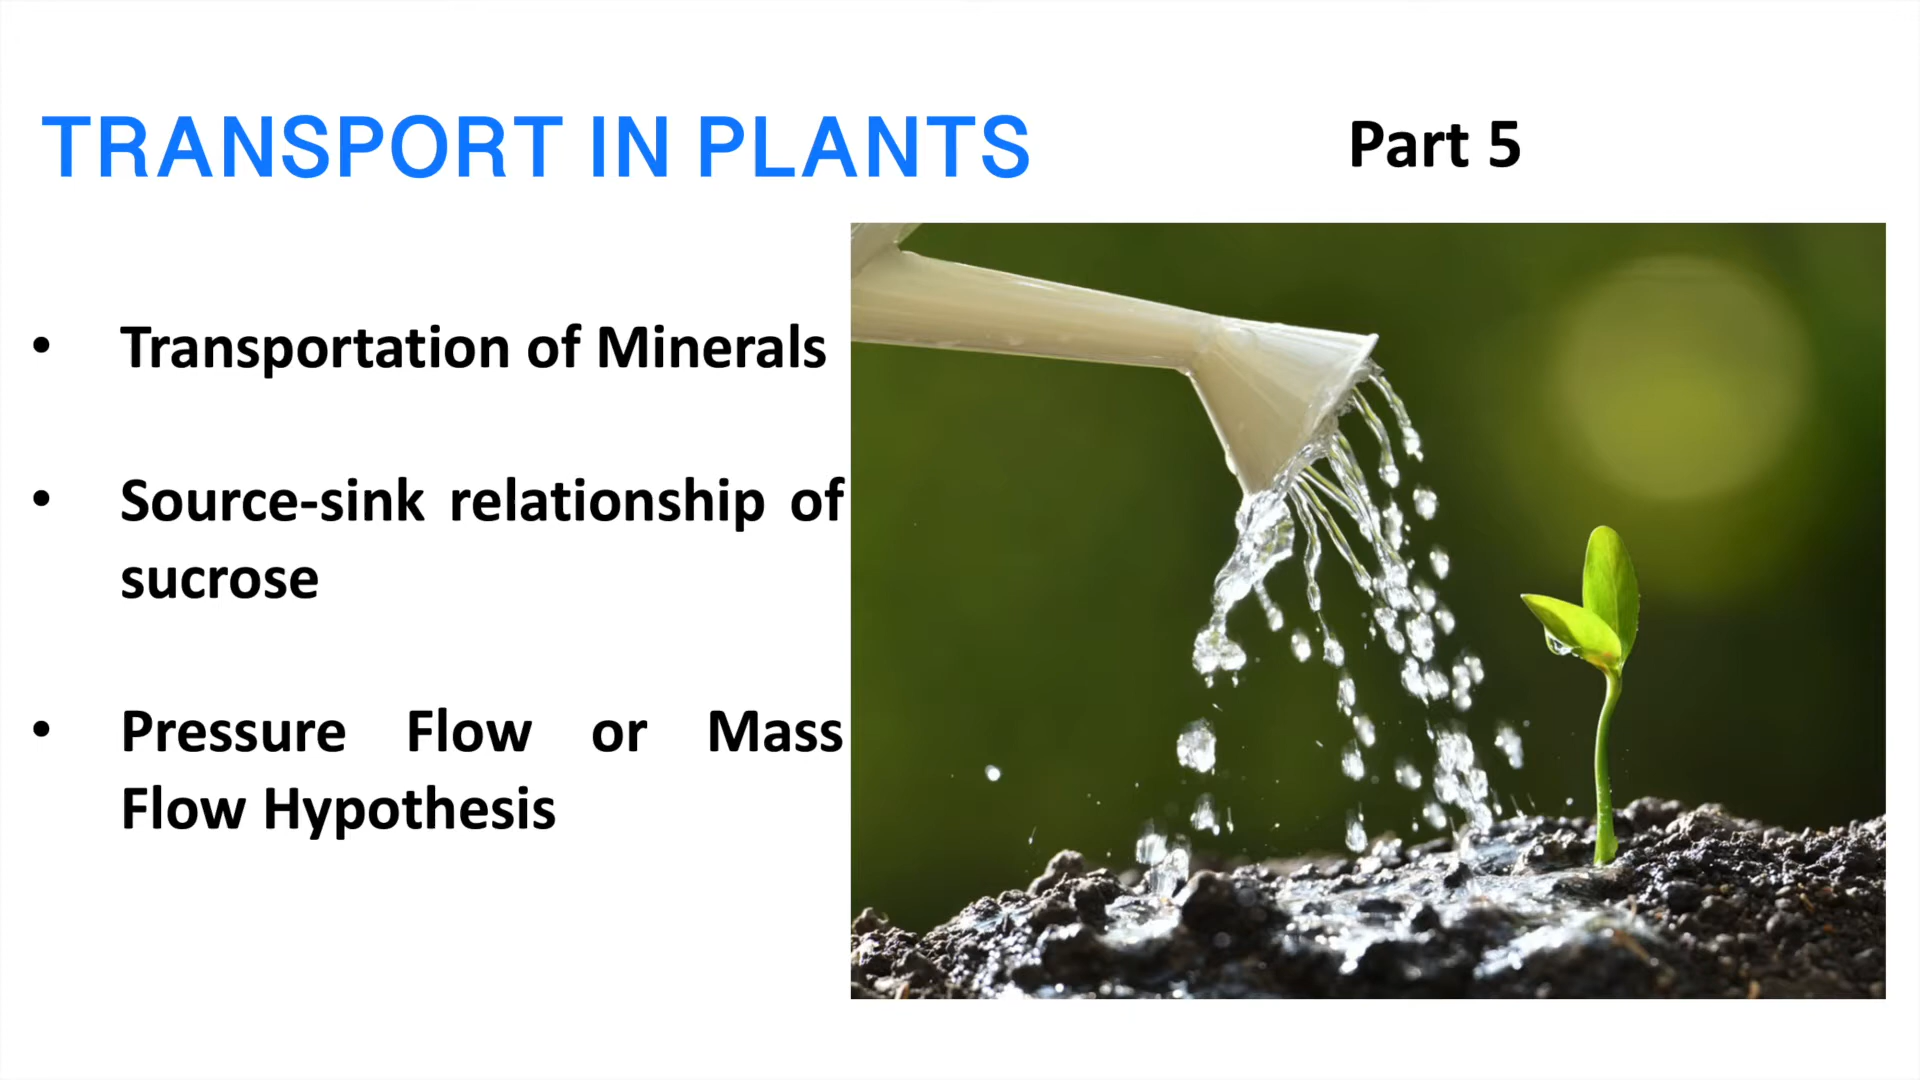 TRANSPORT IN PLANTS
Part 5
• Transportation of Minerals
• Source-sink relationship of
sucrose
• Pressure Flow or Mass
Flow Hypothesis